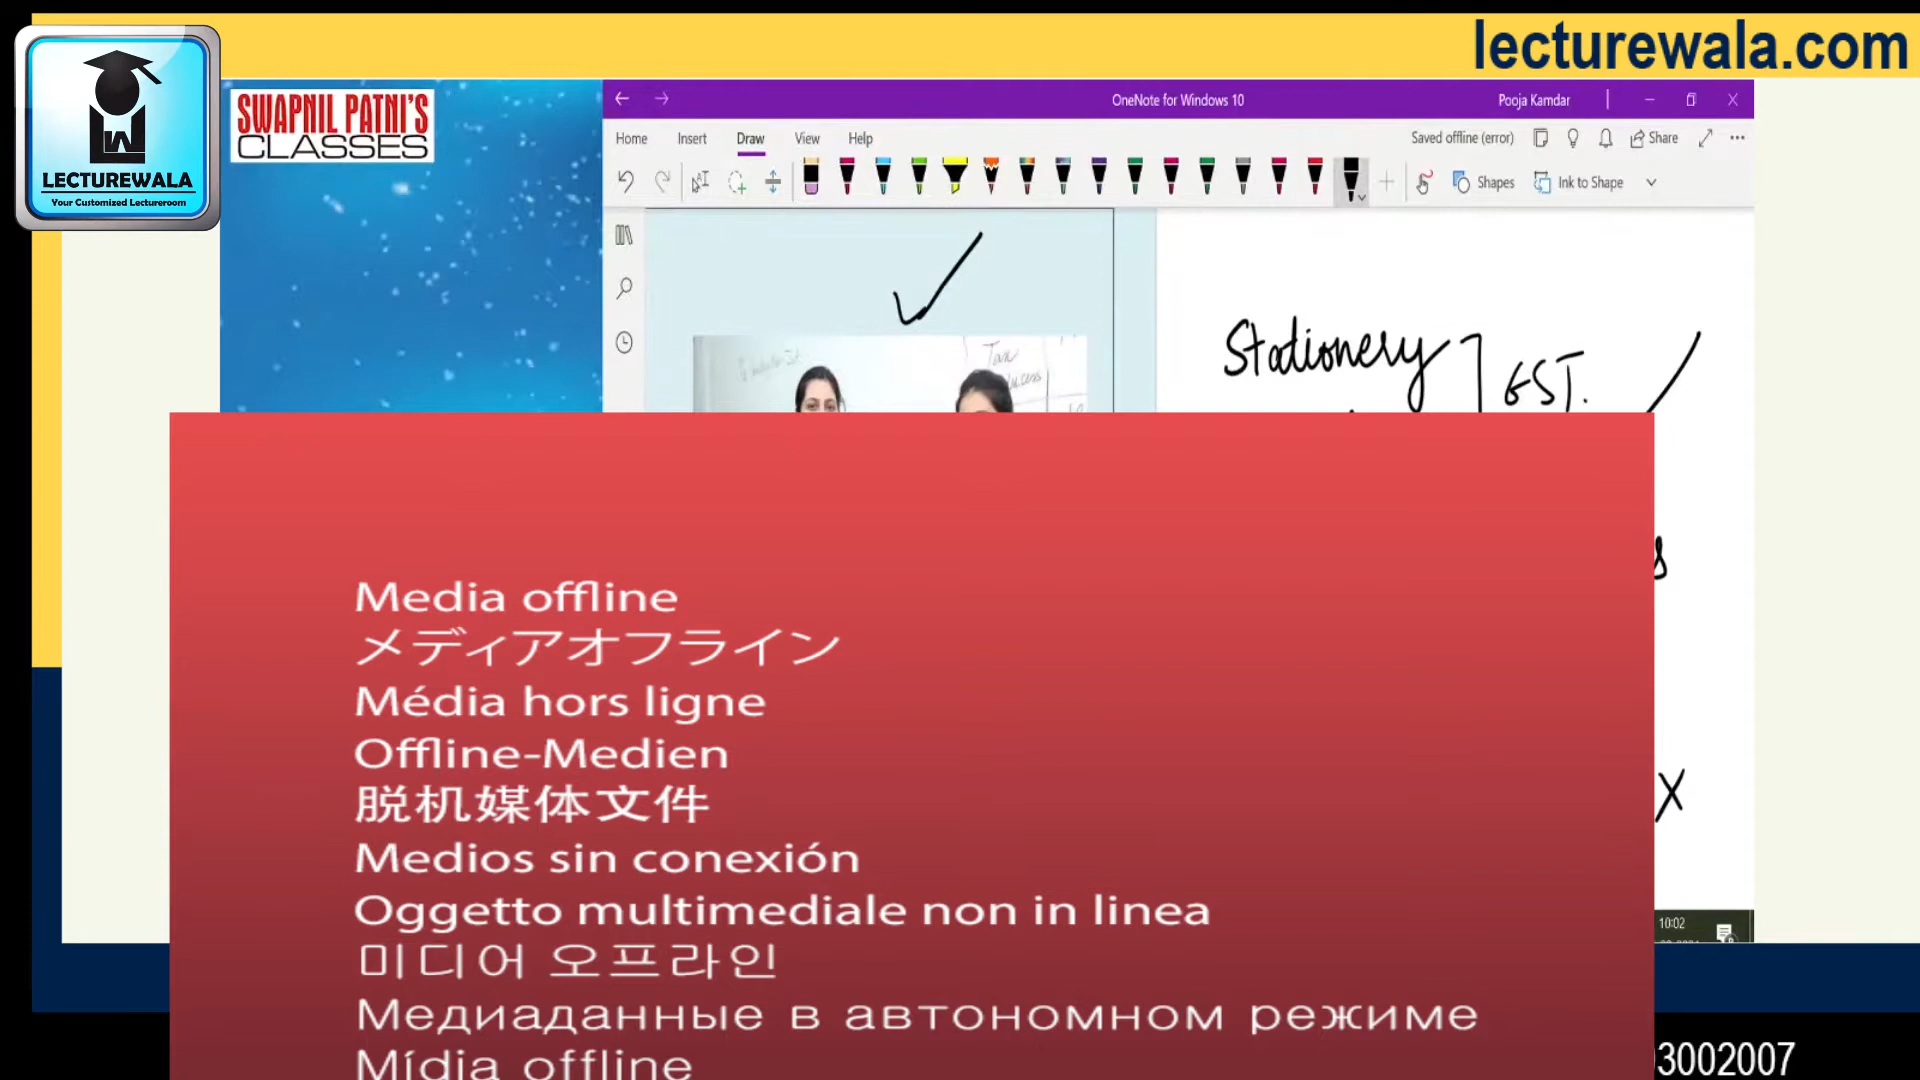 lecturewala.com
LW
LECTUREWALA
Your Customized Lectureroom
SWAPNIL PATNI'S
CLASSES
OneNote for Windows 10
Pooja Kamdar
Home Insert Draw View Help
Saved offline (error)
Share
Shapes
Ink to Shape
Tax
Stationery
GST.
Media offline
メディアオフライン
Média hors ligne
Offline-Medien
脱机媒体文件
Medios sin conexión
Oggetto multimediale non in linea
미디어 오프라인
Медиаданные в автономном режиме
Mídia offline
X
10:02
3002007